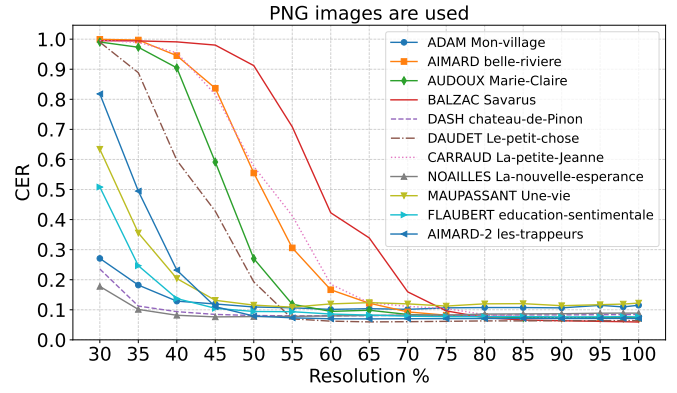 PNG images are used
CER
1.0
0.9
0.8
0.7
0.6
0.5
0.4
0.3
0.2
0.1
0.0
ADAM Mon-village
AIMARD belle-riviere
AUDOUX Marie-Claire
BALZAC Savarus
DASH chateau-de-Pinon
DAUDET Le-petit-chose
CARRAUD La-petite-Jeanne
NOAILLES La-nouvelle-esperance
MAUPASSANT Une-vie
FLAUBERT education-sentimentale
AIMARD-2 les-trappeurs
30 35 40 45 50 55 60 65 70 75 80 85 90 95 100
Resolution %